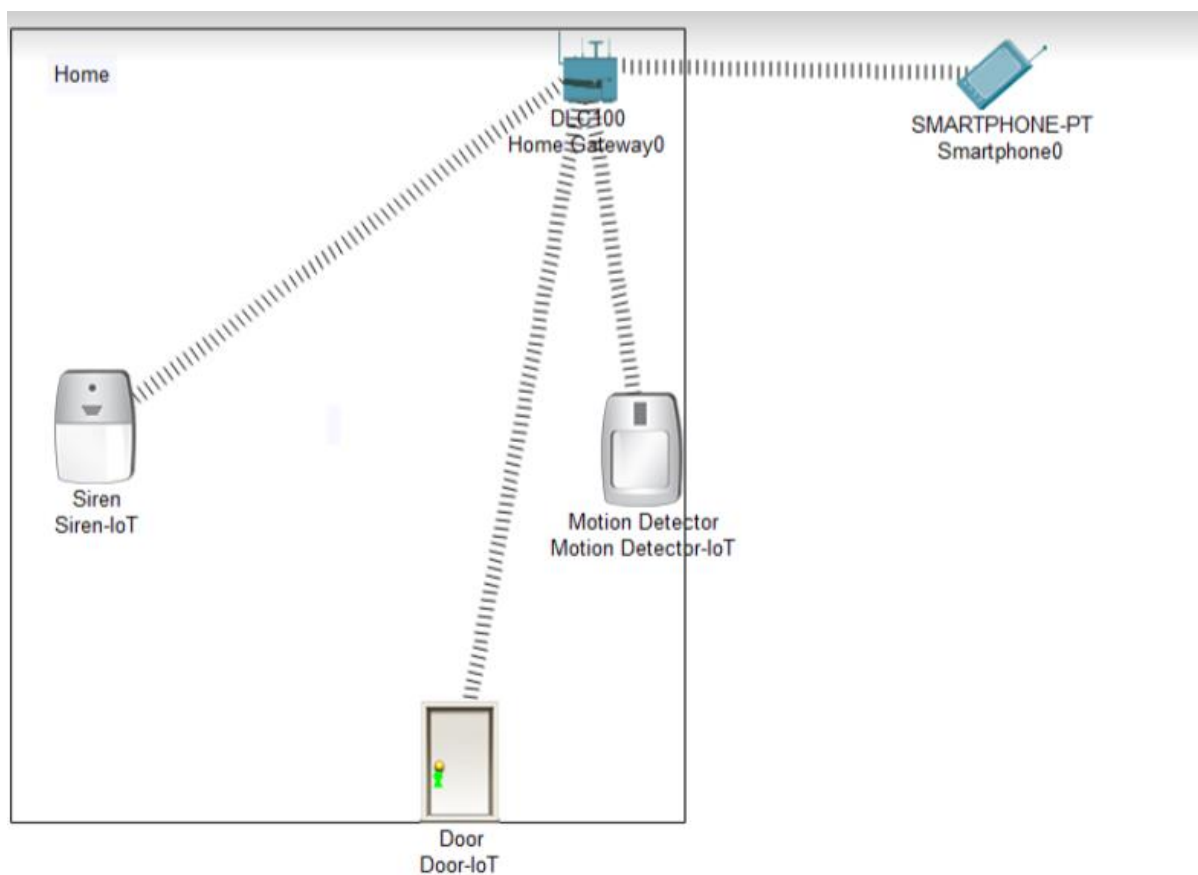 Home
DLC100
Home Gateway0
SMARTPHONE-PT
Smartphone0
Siren
Siren-IoT
Motion Detector
Motion Detector-IoT
Door
Door-IoT